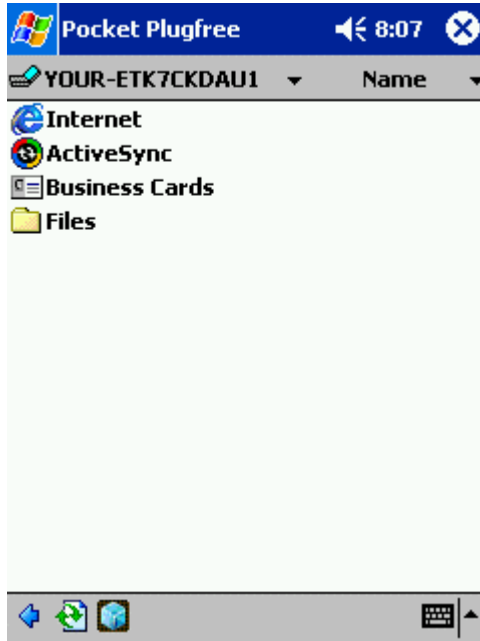 Pocket Plugfree 8:07
YOUR-ETK7CKDAU1 Name
Internet
ActiveSync
Business Cards
Files